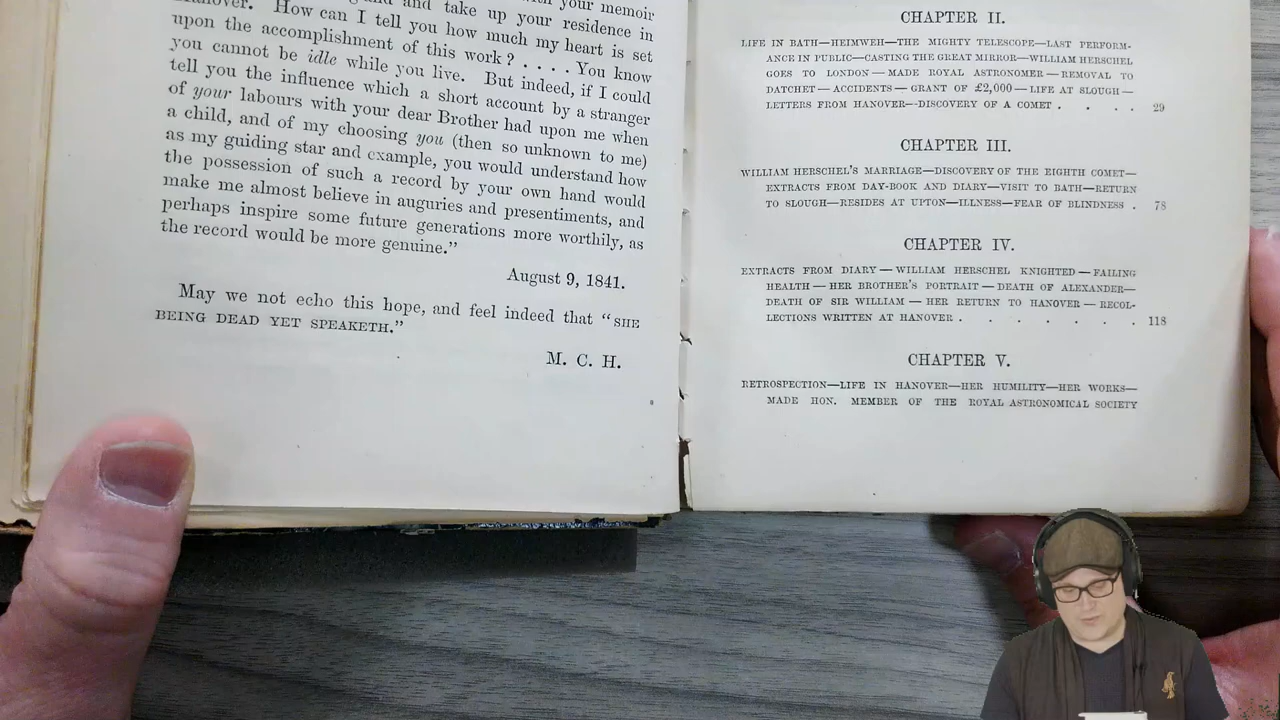 your memoir
and take up your residence in
How can I tell you how much my heart is set
upon the accomplishment of this work ? . . . . You know
you cannot be idle while you live. But indeed, if I could
tell you the influence which a short account by a stranger
of your labours with your dear Brother had upon me when
a child, and of my choosing you (then so unknown to me)
as my guiding star and example, you would understand how
the possession of such a record by your own hand would
make me almost believe in auguries and presentiments, and
perhaps inspire some future generations more worthily, as
the record would be more genuine.”
August 9, 1841.
May we not echo this hope, and feel indeed that “SHE
BEING DEAD YET SPEAKETH.”
M. C. H.
CHAPTER II.
LIFE IN BATH—HEIMWEH—THE MIGHTY TELESCOPE—LAST PERFORM-
ANCE IN PUBLIC—CASTING THE GREAT MIRROR—WILLIAM HERSCHEL
GOES TO LONDON — MADE ROYAL ASTRONOMER — REMOVAL TO
DATCHET — ACCIDENTS — GRANT OF £2,000 — LIFE AT SLOUGH —
LETTERS FROM HANOVER—DISCOVERY OF A COMET . . . . 29
CHAPTER III.
WILLIAM HERSCHEL'S MARRIAGE—DISCOVERY OF THE EIGHTH COMET—
EXTRACTS FROM DAY-BOOK AND DIARY—VISIT TO BATH—RETURN
TO SLOUGH—RESIDES AT UPTON—ILLNESS—FEAR OF BLINDNESS . 78
CHAPTER IV.
EXTRACTS FROM DIARY — WILLIAM HERSCHEL KNIGHTED — FAILING
HEALTH — HER BROTHER'S PORTRAIT — DEATH OF ALEXANDER—
DEATH OF SIR WILLIAM — HER RETURN TO HANOVER — RECOL-
LECTIONS WRITTEN AT HANOVER . . . . . . . 118
CHAPTER V.
RETROSPECTION—LIFE IN HANOVER—HER HUMILITY—HER WORKS—
MADE HON. MEMBER OF THE ROYAL ASTRONOMICAL SOCIETY